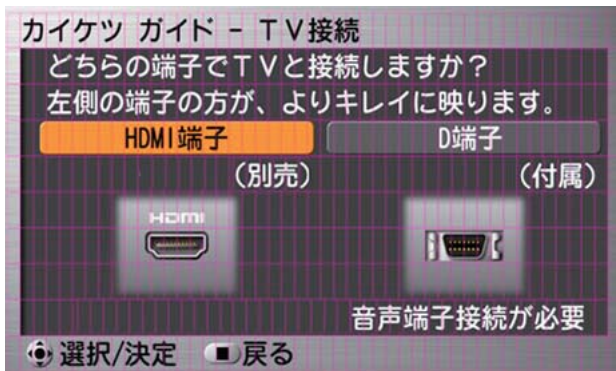 カイケツ ガイド - TV接続
どちらの端子でTVと接続しますか?
左側の端子の方が、よりキレイに映ります。
HDMI端子 D端子
(別売) (付属)
HDMI
音声端子接続が必要
選択/決定 戻る